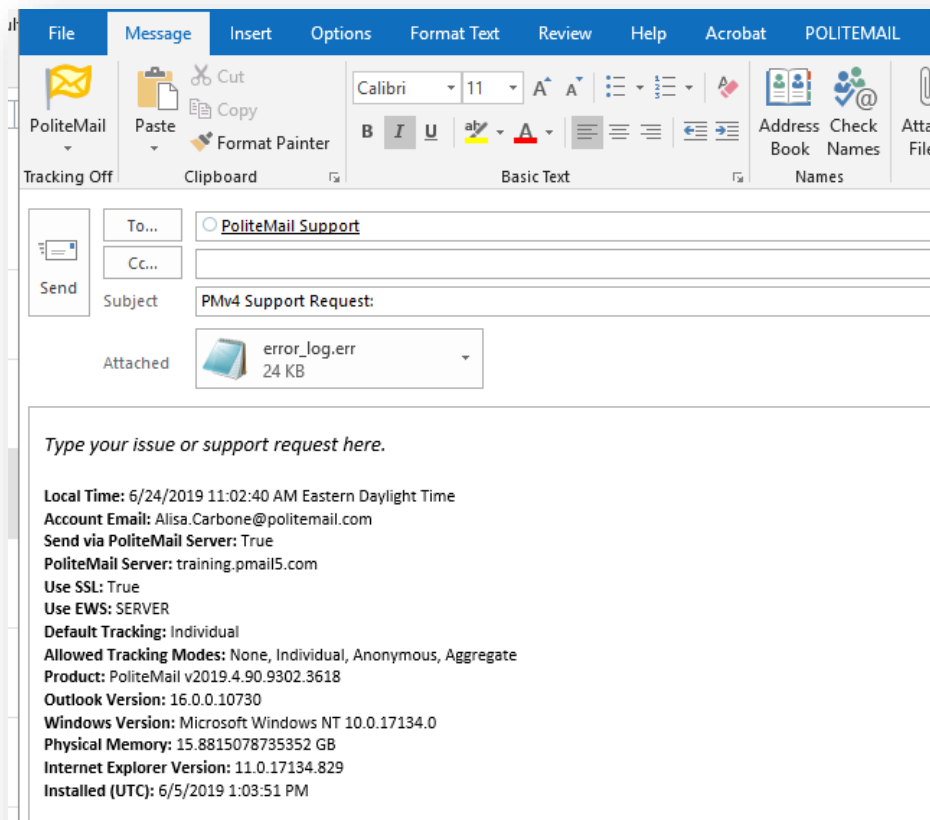 File Message Insert Options Format Text Review Help Acrobat POLITEMAIL
Cut
Copy
Format Painter
PoliteMail
Paste
Calibri 11
B I U
Address Book
Check Names
Tracking Off
Clipboard
Basic Text
Names
To...
PoliteMail Support
Cc...
Send
Subject
PMv4 Support Request:
Attached
error_log.err
24 KB
Type your issue or support request here.
Local Time: 6/24/2019 11:02:40 AM Eastern Daylight Time
Account Email: Alisa.Carbone@politemail.com
Send via PoliteMail Server: True
PoliteMail Server: training.pmail5.com
Use SSL: True
Use EWS: SERVER
Default Tracking: Individual
Allowed Tracking Modes: None, Individual, Anonymous, Aggregate
Product: PoliteMail v2019.4.90.9302.3618
Outlook Version: 16.0.0.10730
Windows Version: Microsoft Windows NT 10.0.17134.0
Physical Memory: 15.8815078735352 GB
Internet Explorer Version: 11.0.17134.829
Installed (UTC): 6/5/2019 1:03:51 PM